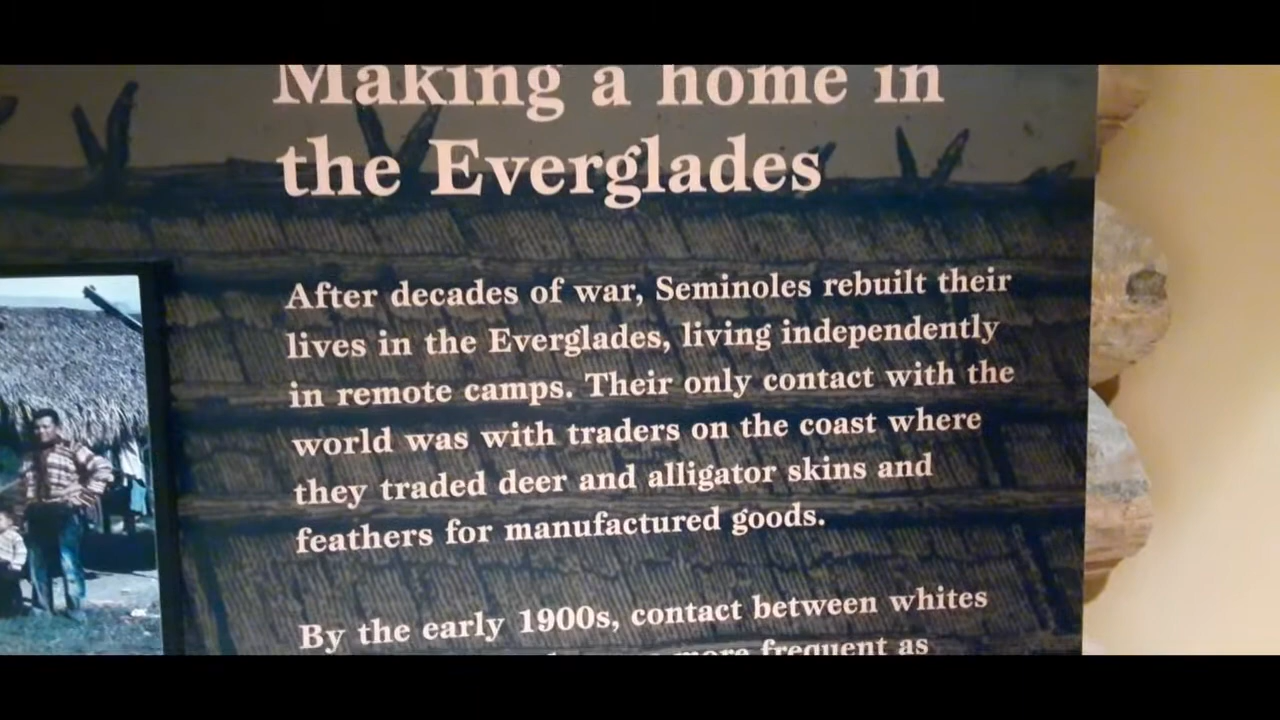 Making a home in
the Everglades
After decades of war, Seminoles rebuilt their
lives in the Everglades, living independently
in remote camps. Their only contact with the
world was with traders on the coast where
they traded deer and alligator skins and
feathers for manufactured goods.
By the early 1900s, contact between whites
more frequent as